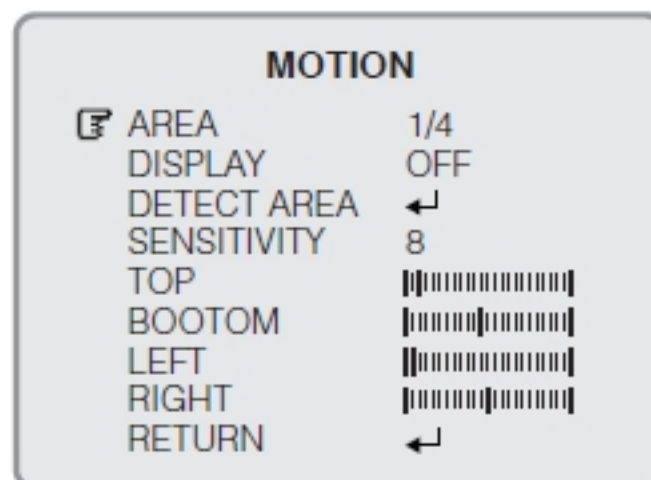 MOTION
AREA 1/4
DISPLAY OFF
DETECT AREA ↵
SENSITIVITY 8
TOP
BOOTOM
LEFT
RIGHT
RETURN ↵